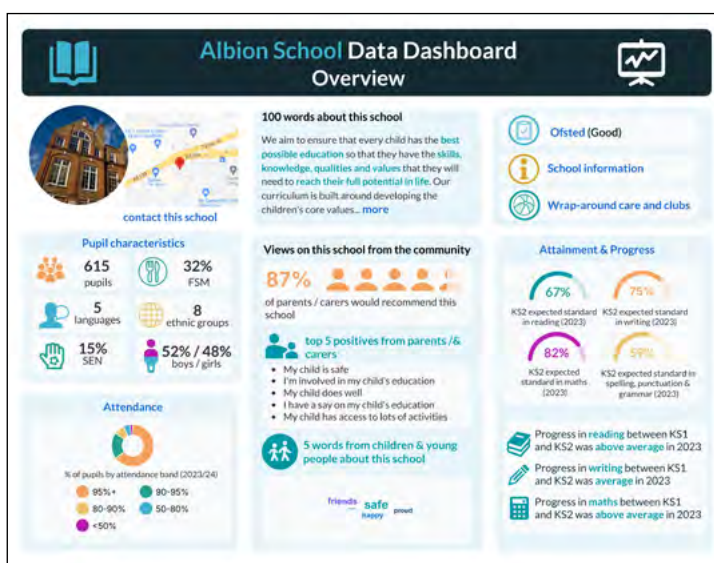 Albion School Data Dashboard
Overview
contact this school
100 words about this school
We aim to ensure that every child has the best
possible education so that they have the skills,
knowledge, qualities and values that they will
need to reach their full potential in life. Our
curriculum is built around developing the
children's core values... more
Ofsted (Good)
School information
Wrap-around care and clubs
Pupil characteristics
615
pupils
32%
FSM
5
languages
8
ethnic groups
15%
SEN
52% / 48%
boys / girls
Attendance
% of pupils by attendance band (2023/24)
95%+
90-95%
80-90%
50-80%
<50%
Views on this school from the community
87%
of parents / carers would recommend this
school
top 5 positives from parents /&
carers
My child is safe
I'm involved in my child's education
My child does well
I have a say on my child's education
My child has access to lots of activities
5 words from children & young
people about this school
friends
safe
happy
proud
Attainment & Progress
67%
KS2 expected standard
in reading (2023)
75%
KS2 expected standard
in writing (2023)
82%
KS2 expected
standard in maths
(2023)
59%
KS2 expected standard in
spelling, punctuation &
grammar (2023)
Progress in reading between KS1
and KS2 was above average in 2023
Progress in writing between KS1
and KS2 was average in 2023
Progress in maths between KS1
and KS2 was above average in 2023